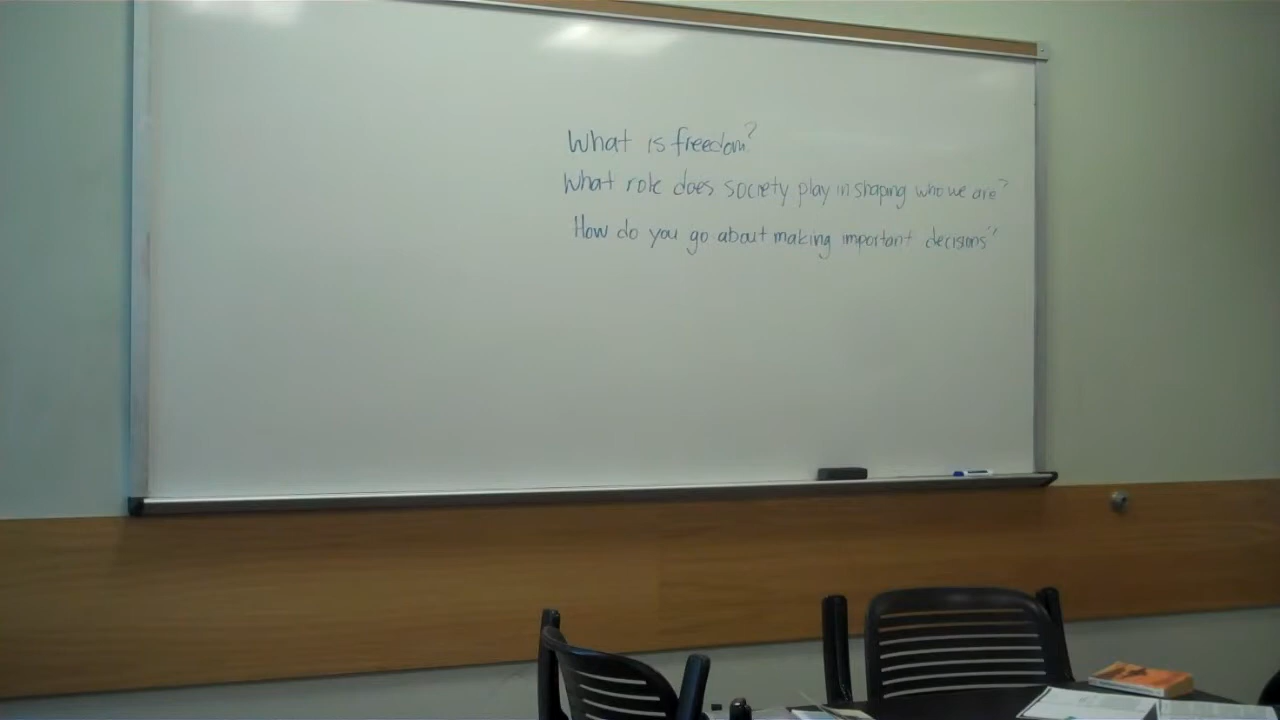 What is freedom?
What role does society play in shaping who we are?
How do you go about making important decisions?